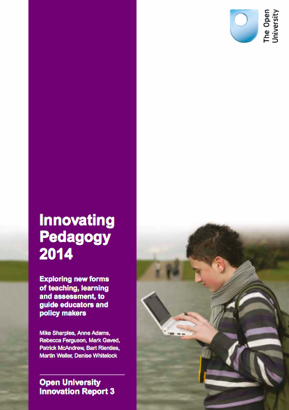 The Open
University
Innovating
Pedagogy
2014
Exploring new forms
of teaching, learning
and assessment, to
guide educators and
policy makers
Mike Sharples, Anne Adams,
Rebecca Ferguson, Mark Gaved,
Patrick McAndrew, Bart Rienties,
Martin Weller, Denise Whitelock
Open University
Innovation Report 3